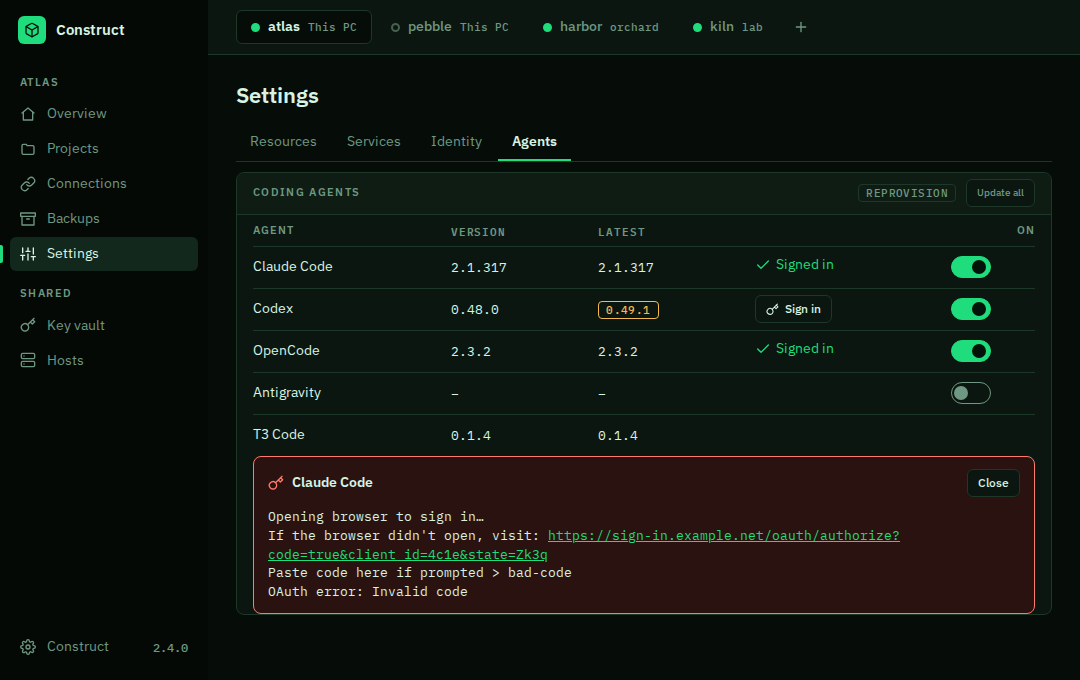 Construct
atlas This PC
pebble This PC
harbor orchard
kiln lab
ATLAS
Overview
Projects
Connections
Backups
Settings
SHARED
Key vault
Hosts
Construct 2.4.0
Settings
Resources Services Identity Agents
CODING AGENTS REPROVISION Update all
AGENT VERSION LATEST ON
Claude Code 2.1.317 2.1.317 Signed in
Codex 0.48.0 0.49.1 Sign in
OpenCode 2.3.2 2.3.2 Signed in
Antigravity – –
T3 Code 0.1.4 0.1.4
Claude Code Close
Opening browser to sign in…
If the browser didn't open, visit: https://sign-in.example.net/oauth/authorize?
code=true&client_id=4c1e&state=Zk3q
Paste code here if prompted > bad-code
OAuth error: Invalid code